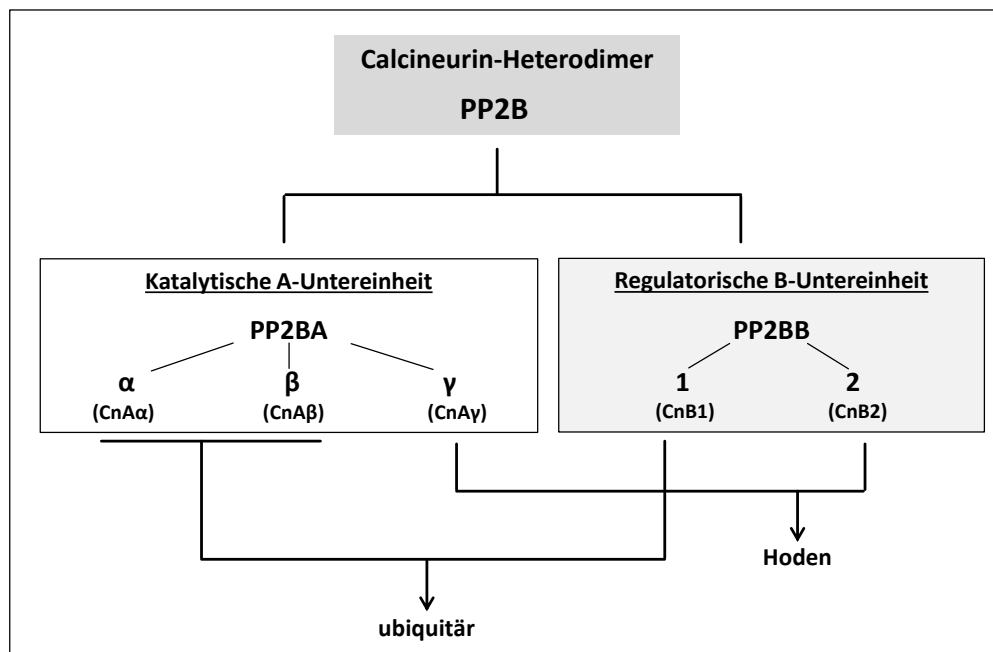 Calcineurin-Heterodimer
PP2B
Katalytische A-Untereinheit
PP2BA
α β γ
(CnAα) (CnAβ) (CnAγ)
Regulatorische B-Untereinheit
PP2BB
1 2
(CnB1) (CnB2)
Hoden
ubiquitär